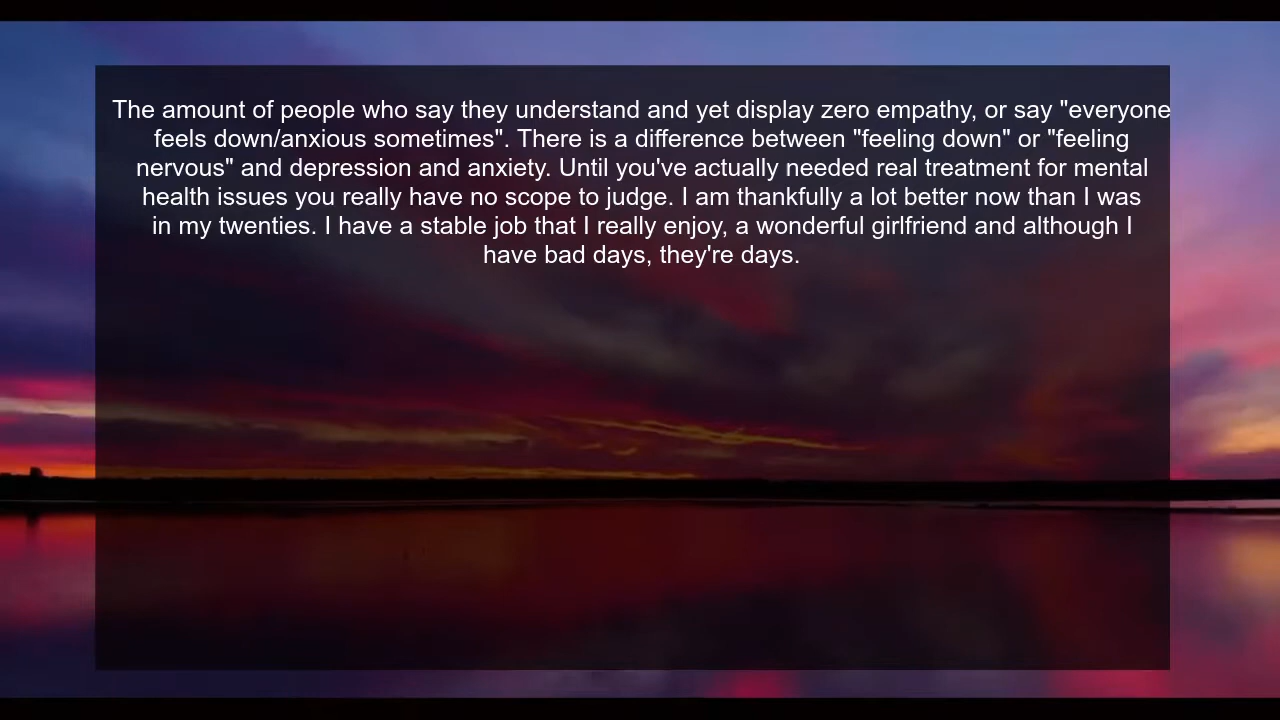 The amount of people who say they understand and yet display zero empathy, or say "everyone
feels down/anxious sometimes". There is a difference between "feeling down" or "feeling
nervous" and depression and anxiety. Until you've actually needed real treatment for mental
health issues you really have no scope to judge. I am thankfully a lot better now than I was
in my twenties. I have a stable job that I really enjoy, a wonderful girlfriend and although I
have bad days, they're days.